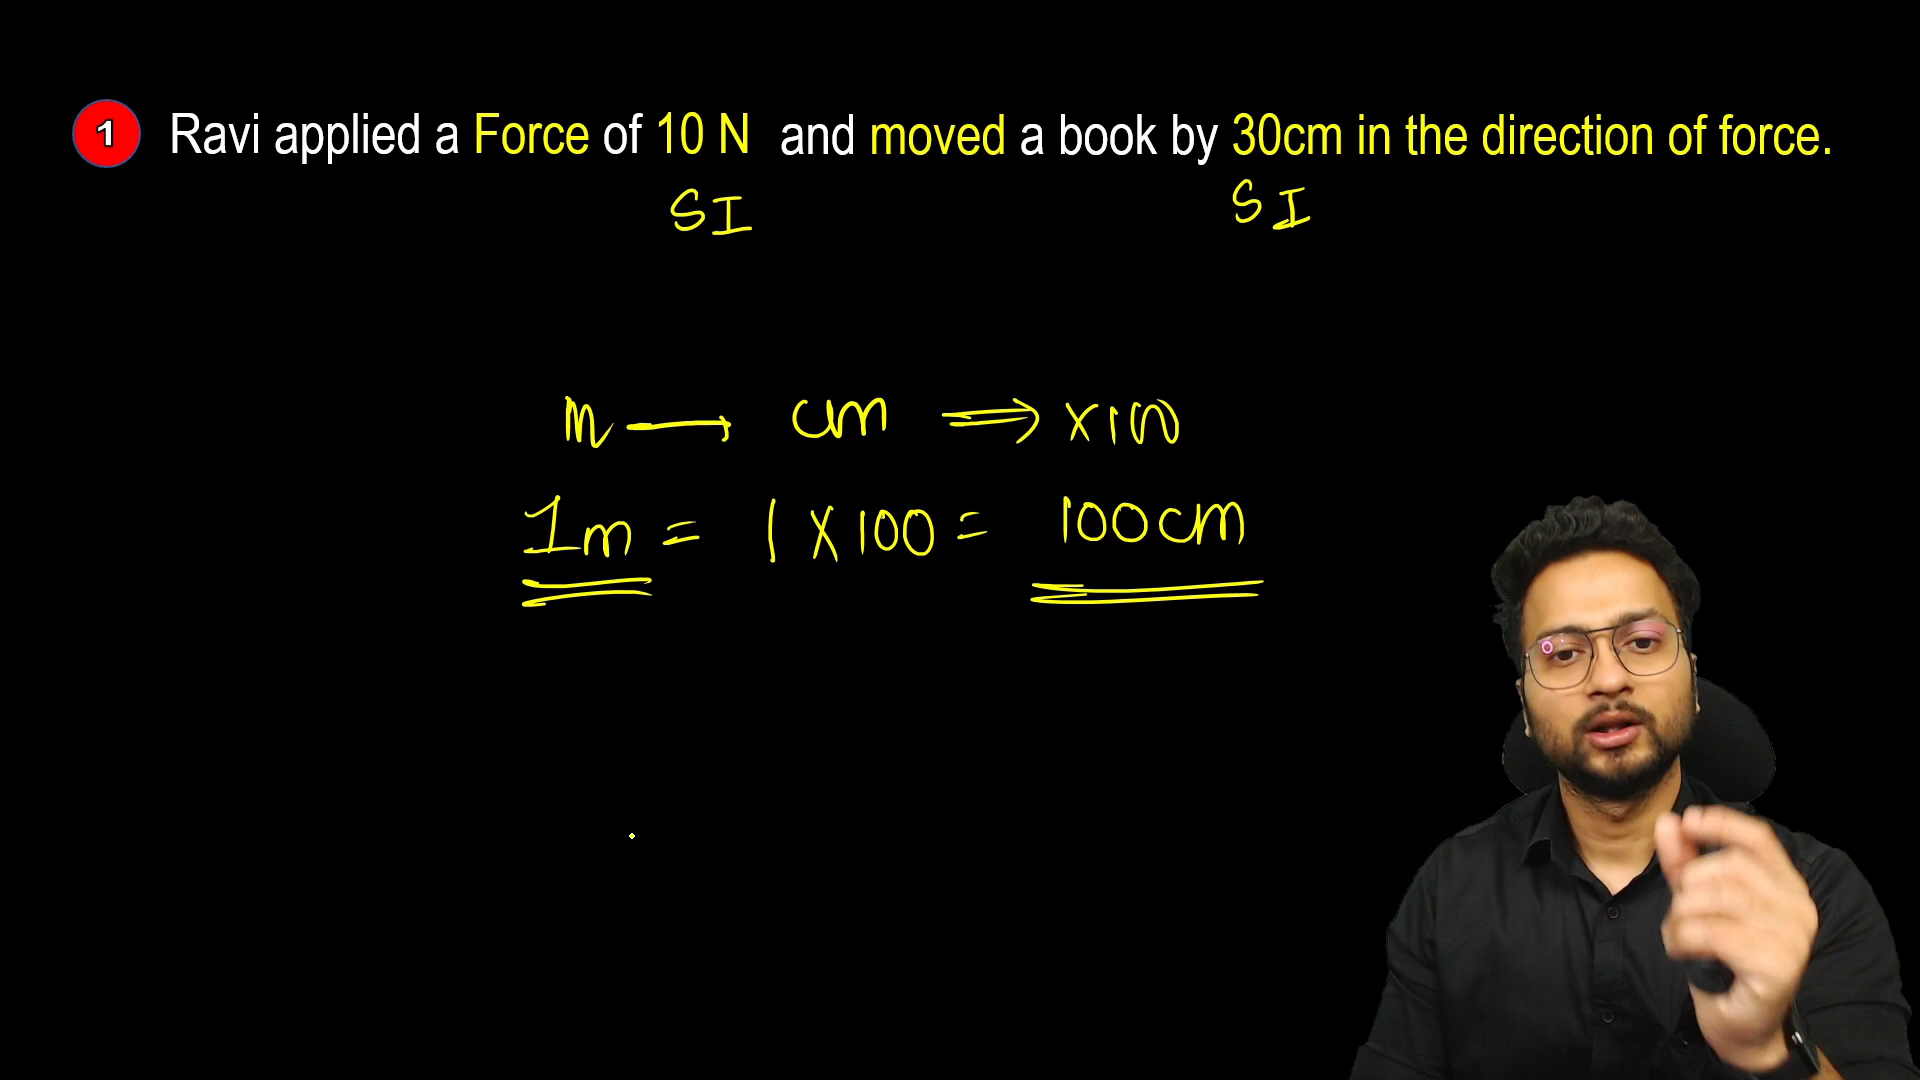 1 Ravi applied a Force of 10 N and moved a book by 30cm in the direction of force.
SI SI
m → cm ⇒ ×100
1m = 1 × 100 = 100cm